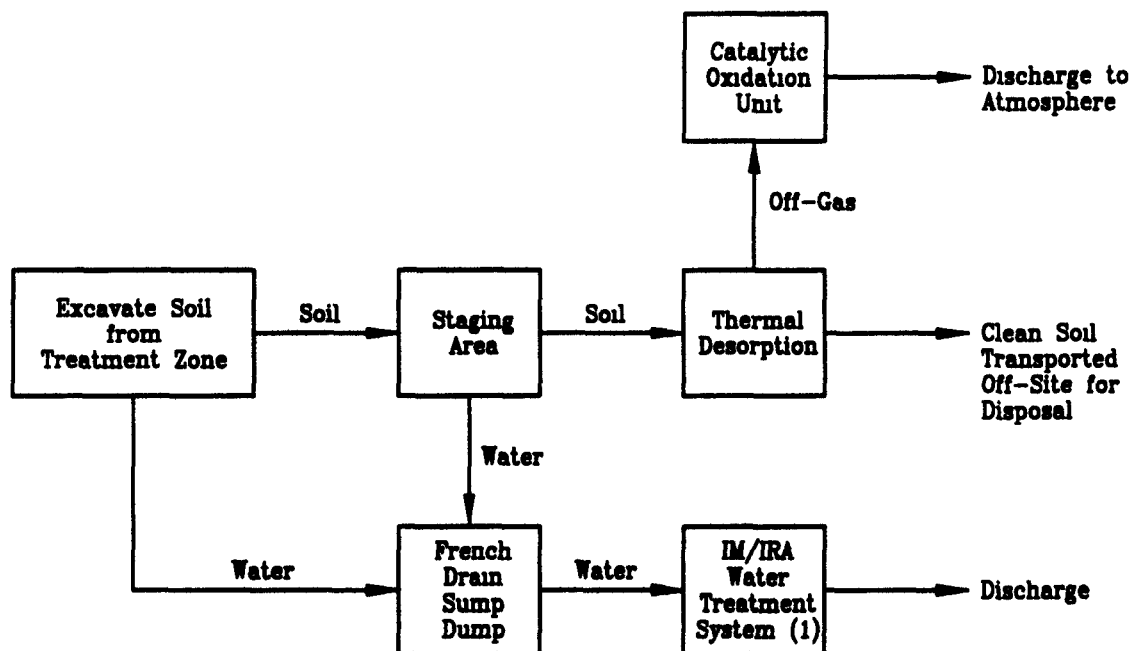 Catalytic
Oxidation
Unit
Discharge to
Atmosphere
Off-Gas
Excavate Soil
from
Treatment Zone
Soil
Staging
Area
Soil
Thermal
Desorption
Clean Soil
Transported
Off-Site for
Disposal
Water
Water
French
Drain
Sump
Dump
Water
IM/IRA
Water
Treatment
System (1)
Discharge